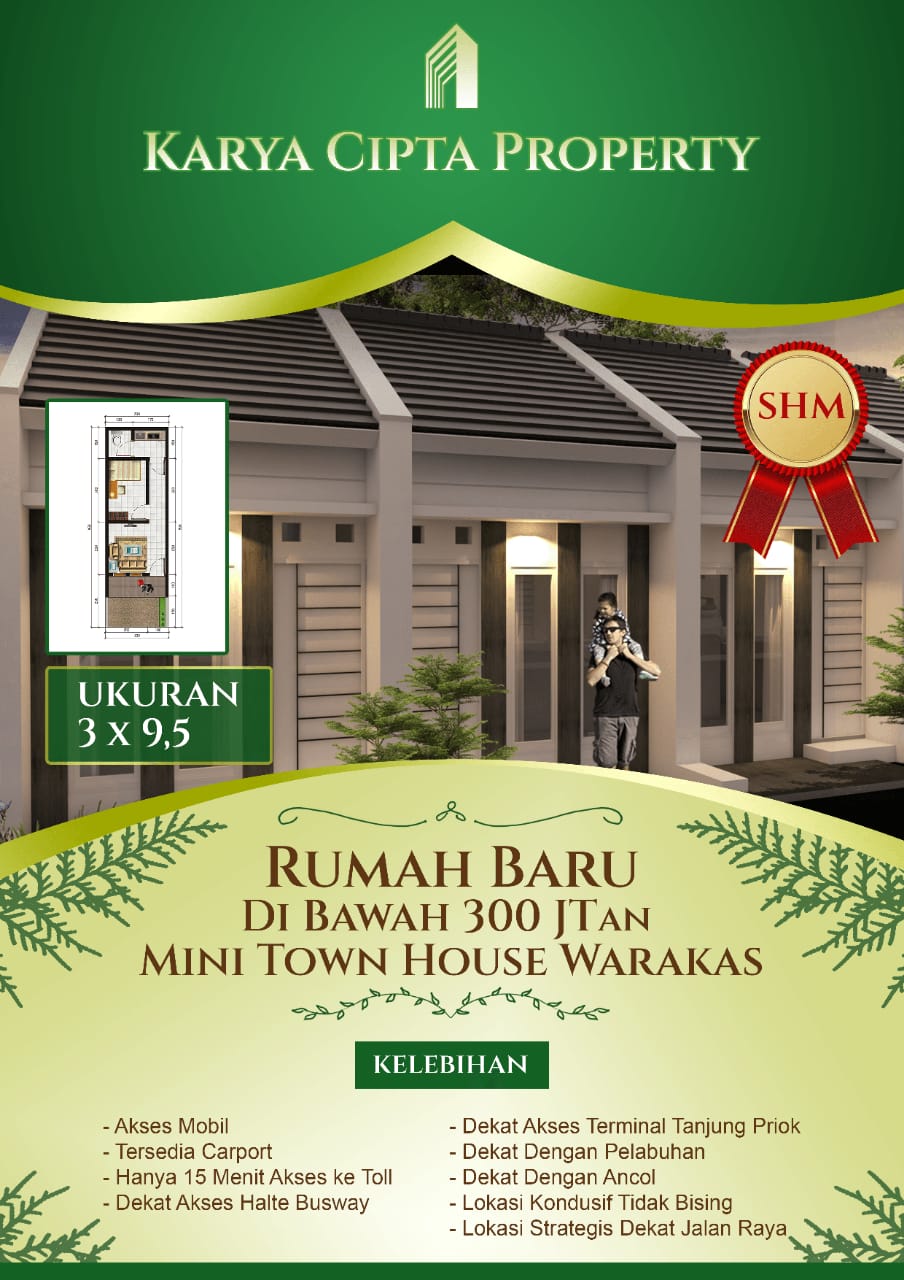 KARYA CIPTA PROPERTY
SHM
UKURAN
3 X 9,5
RUMAH BARU
DI BAWAH 300 JTAN
MINI TOWN HOUSE WARAKAS
KELEBIHAN
- Akses Mobil
- Tersedia Carport
- Hanya 15 Menit Akses ke Toll
- Dekat Akses Halte Busway
- Dekat Akses Terminal Tanjung Priok
- Dekat Dengan Pelabuhan
- Dekat Dengan Ancol
- Lokasi Kondusif Tidak Bising
- Lokasi Strategis Dekat Jalan Raya